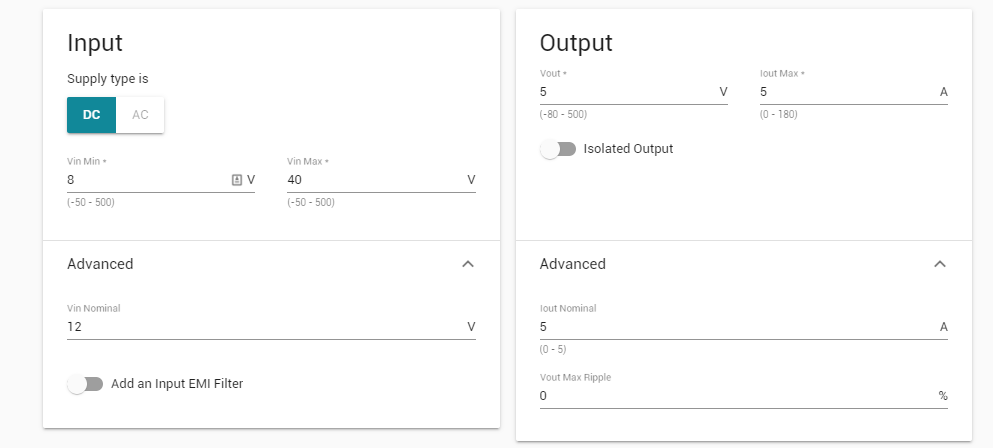 Input
Supply type is
DC AC
Vin Min * Vin Max *
8 V 40 V
(-50 - 500) (-50 - 500)
Advanced
Vin Nominal
12 V
Add an Input EMI Filter
Output
Vout * Iout Max *
5 V 5 A
(-80 - 500) (0 - 180)
Isolated Output
Advanced
Iout Nominal
5 A
(0 - 5)
Vout Max Ripple
0 %